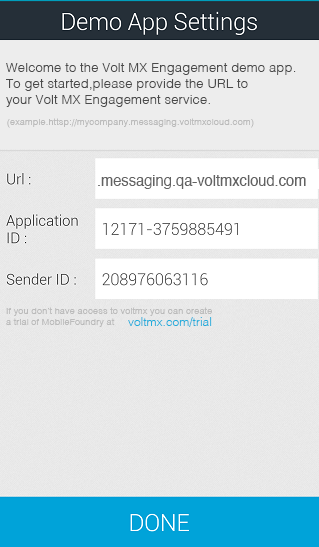 Demo App Settings
Welcome to the Volt MX Engagement demo app.
To get started,please provide the URL to
your Volt MX Engagement service.
(example.httsp://mycompany.messaging.voltmxcloud.com)
Url :
.messaging.qa-voltmxcloud.com
Application
ID :
12171-3759885491
Sender ID :
208976063116
If you don't have access to voltmx you can create
a trial of MobileFoundry at voltmx.com/trial
DONE